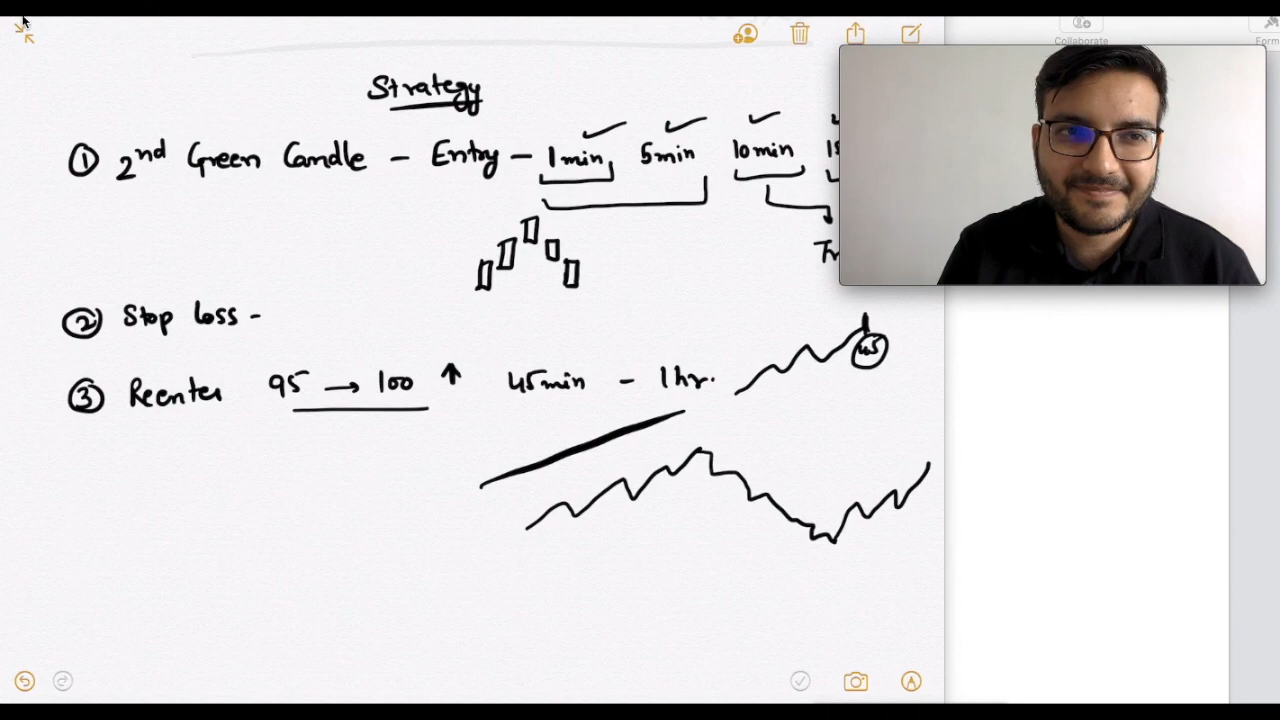 Collaborate
Strategy
① 2nd Green Candle - Entry - 1min 5min 10min
② Stop loss -
③ Reenter 95 → 100 ↑ 45min - 1hr.
45